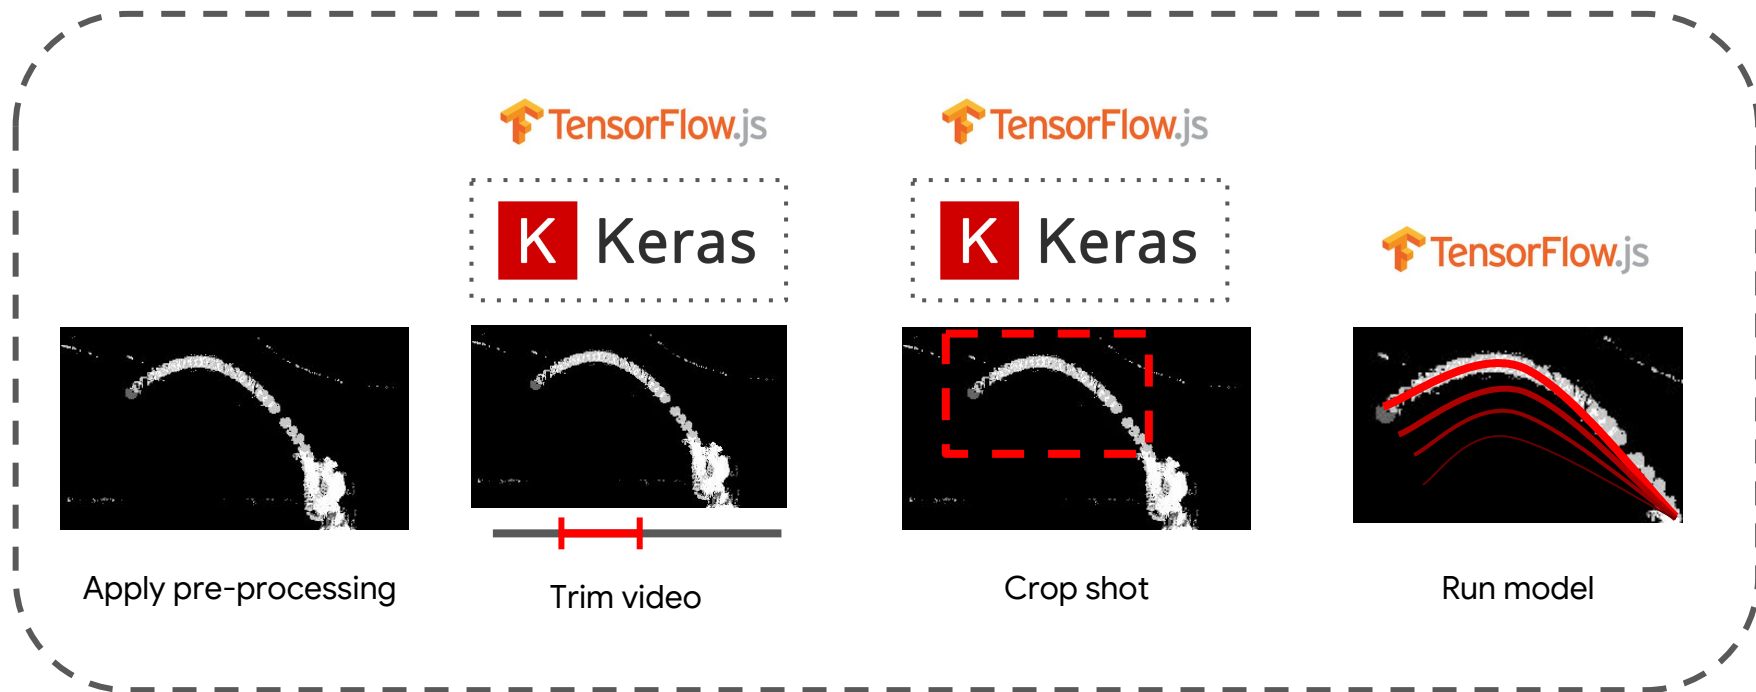 TensorFlow.js
TensorFlow.js
K Keras
K Keras
TensorFlow.js
Apply pre-processing
Trim video
Crop shot
Run model